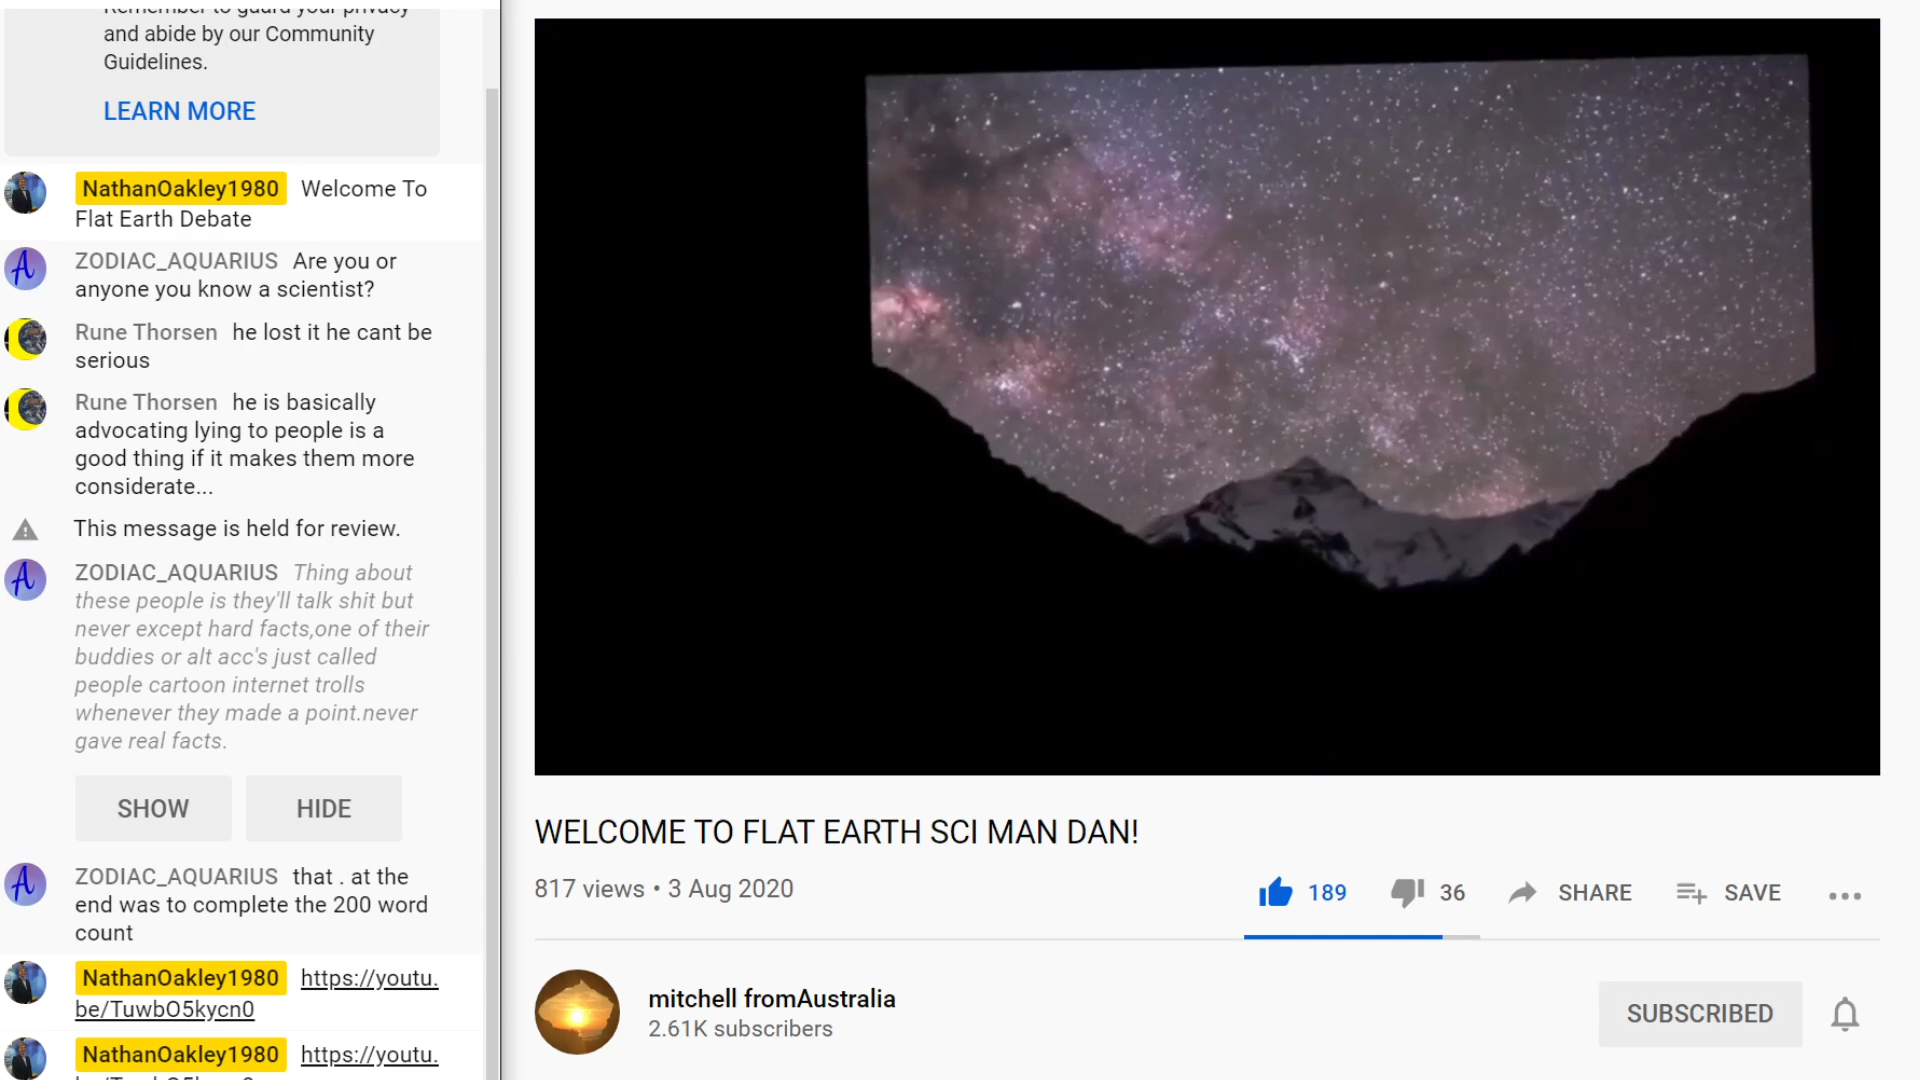 Remember to guard your privacy
and abide by our Community
Guidelines.
LEARN MORE
NathanOakley1980 Welcome To
Flat Earth Debate
ZODIAC_AQUARIUS Are you or
anyone you know a scientist?
Rune Thorsen he lost it he cant be
serious
Rune Thorsen he is basically
advocating lying to people is a
good thing if it makes them more
considerate...
This message is held for review.
ZODIAC_AQUARIUS Thing about
these people is they'll talk shit but
never except hard facts,one of their
buddies or alt acc's just called
people cartoon internet trolls
whenever they made a point.never
gave real facts.
SHOW HIDE
ZODIAC_AQUARIUS that . at the
end was to complete the 200 word
count
NathanOakley1980 https://youtu.
be/TuwbO5kycn0
NathanOakley1980 https://youtu.
WELCOME TO FLAT EARTH SCI MAN DAN!
817 views • 3 Aug 2020
189 36 SHARE SAVE
mitchell fromAustralia
2.61K subscribers
SUBSCRIBED